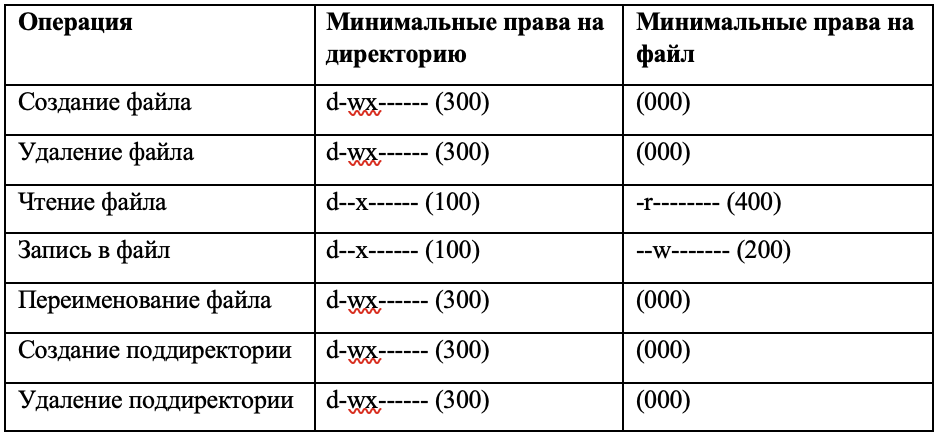 Операция
Минимальные права на
директорию
Минимальные права на
файл
Создание файла
d-wx------ (300)
(000)
Удаление файла
d-wx------ (300)
(000)
Чтение файла
d--x------ (100)
-r-------- (400)
Запись в файл
d--x------ (100)
--w------- (200)
Переименование файла
d-wx------ (300)
(000)
Создание поддиректории
d-wx------ (300)
(000)
Удаление поддиректории
d-wx------ (300)
(000)